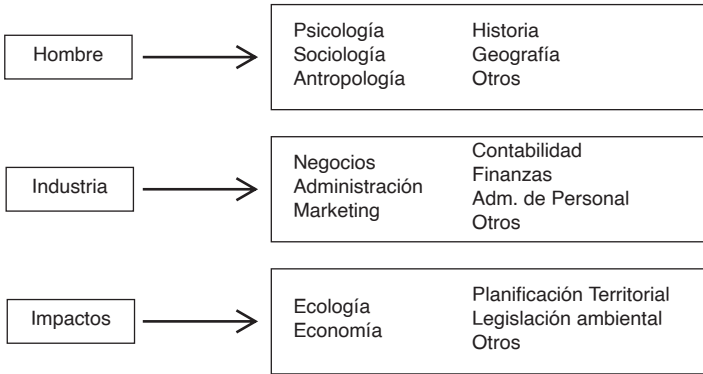 Hombre
Psicología
Sociología
Antropología
Historia
Geografía
Otros
Industria
Negocios
Administración
Marketing
Contabilidad
Finanzas
Adm. de Personal
Otros
Impactos
Ecología
Economía
Planificación Territorial
Legislación ambiental
Otros